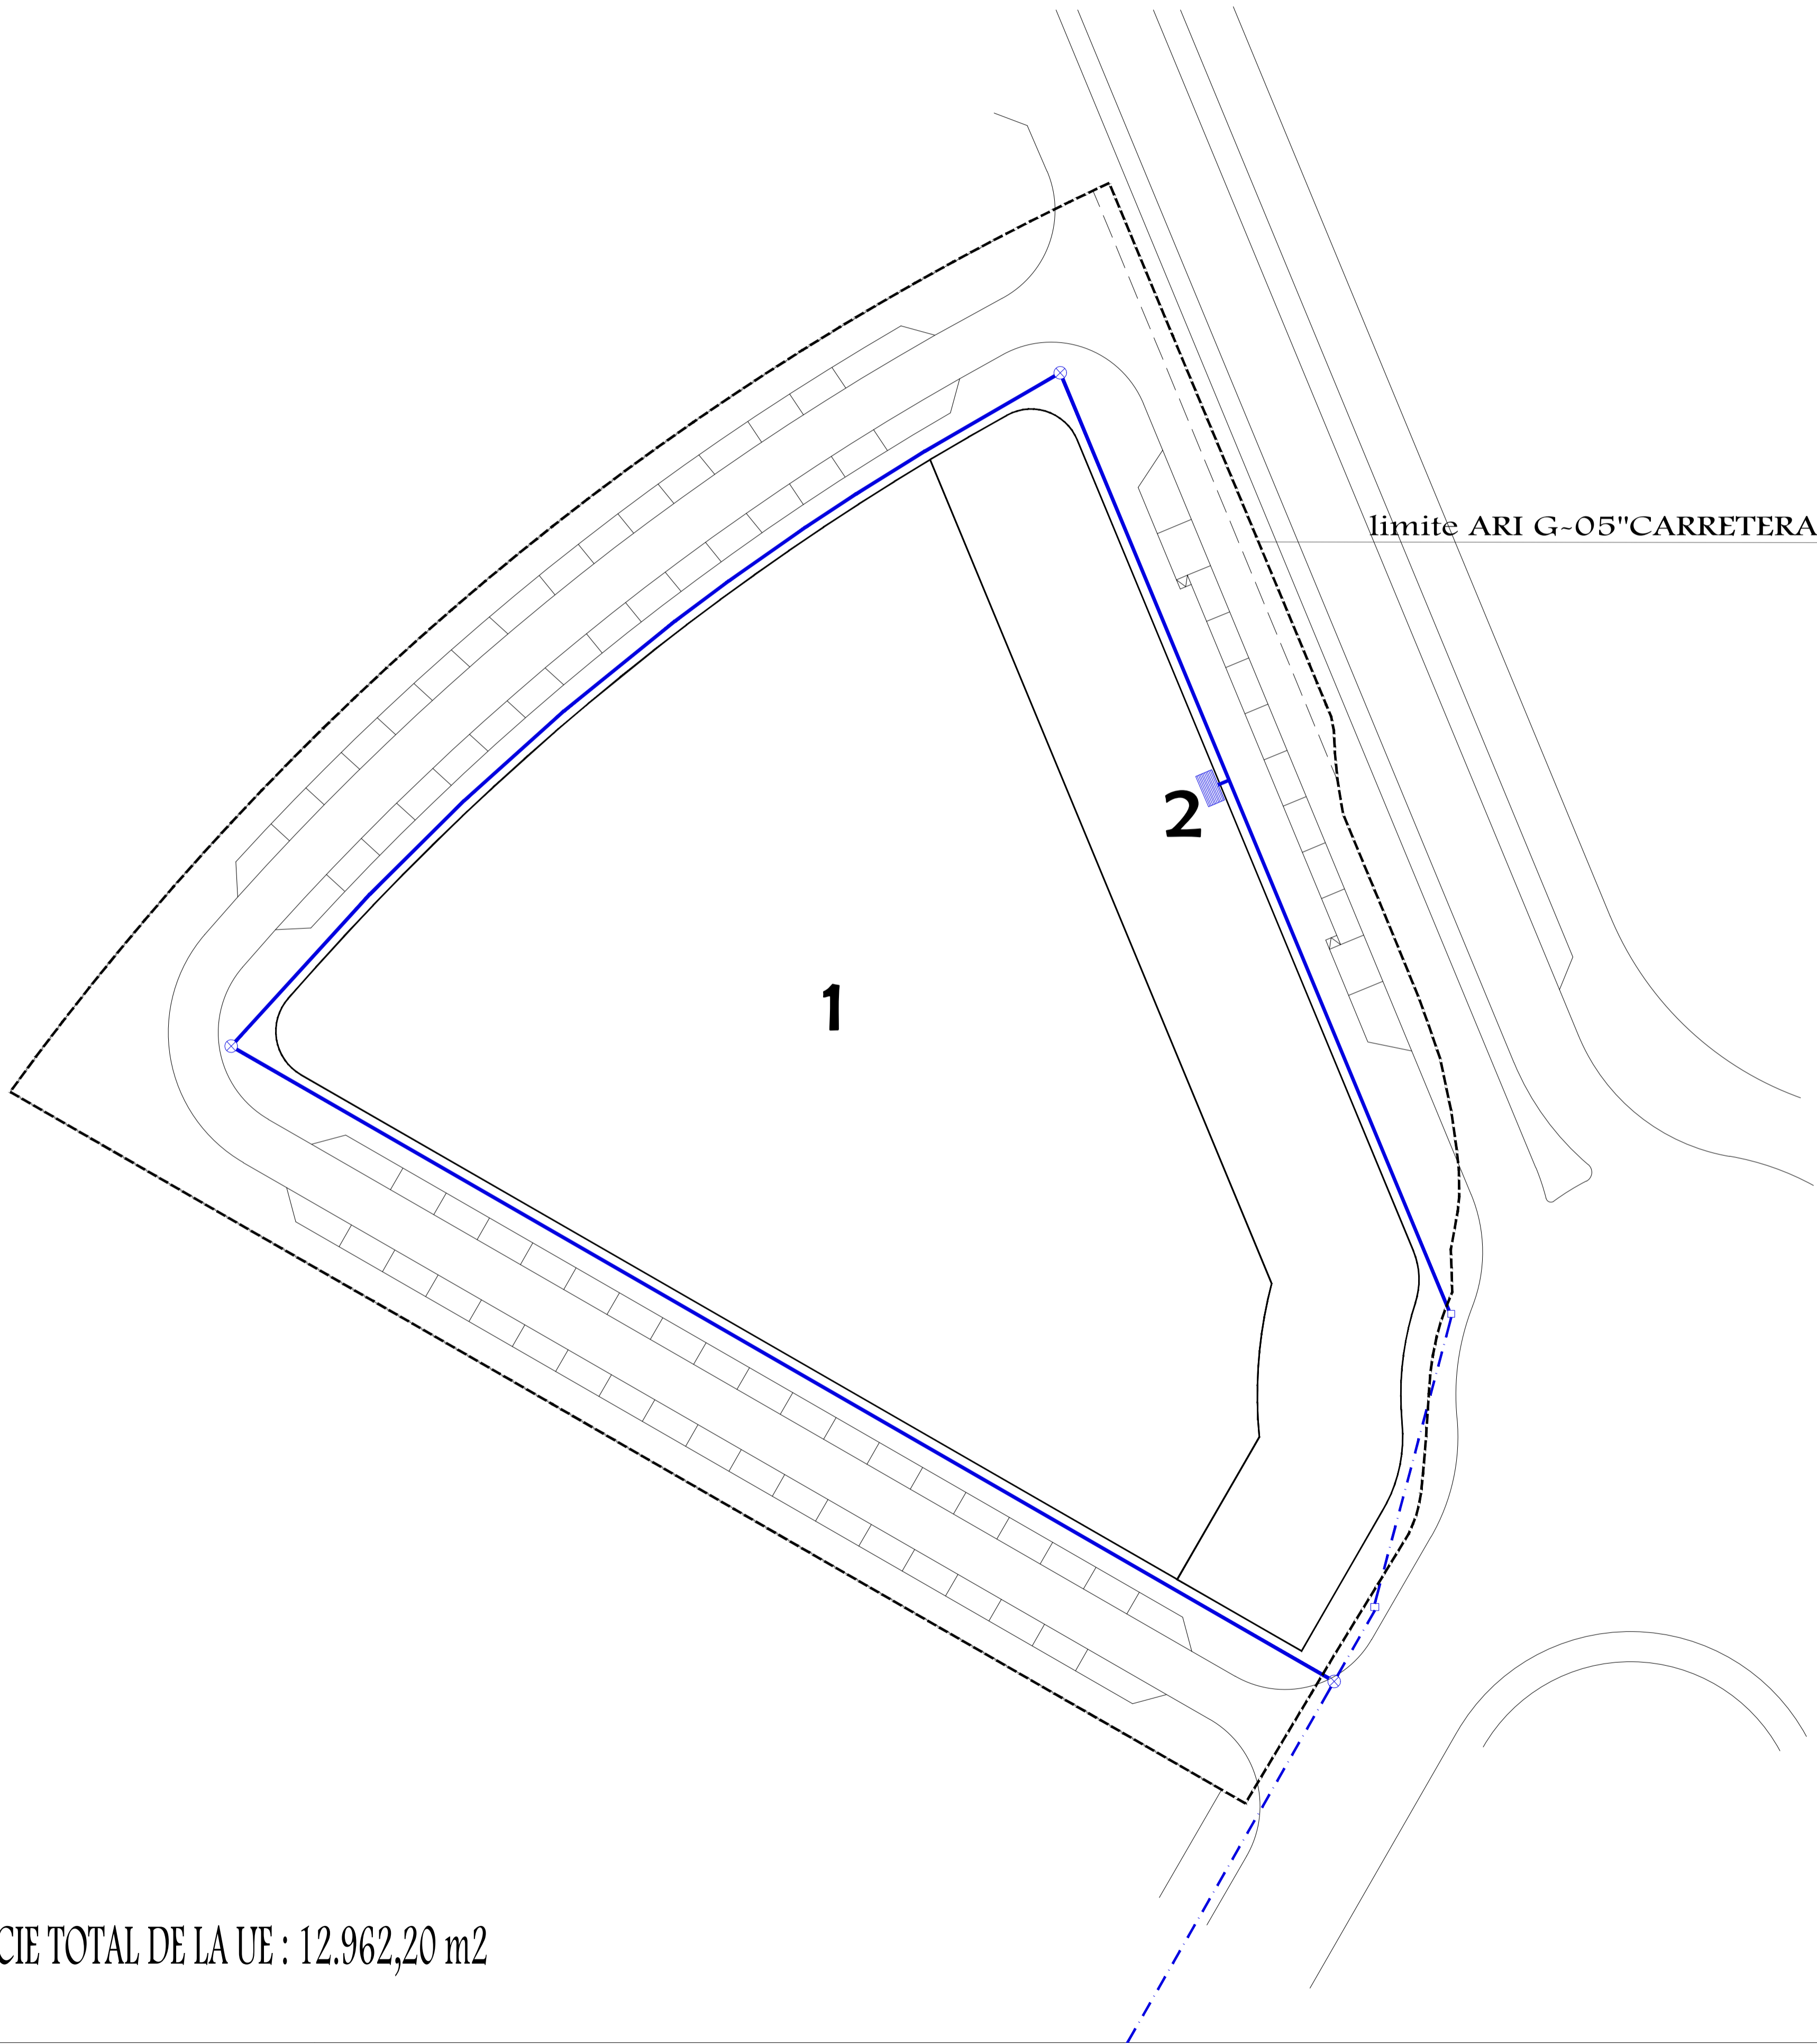 limite ARI G-05"CARRETERA
2
1
CIE TOTAL DE LA UE : 12.962,20 m2